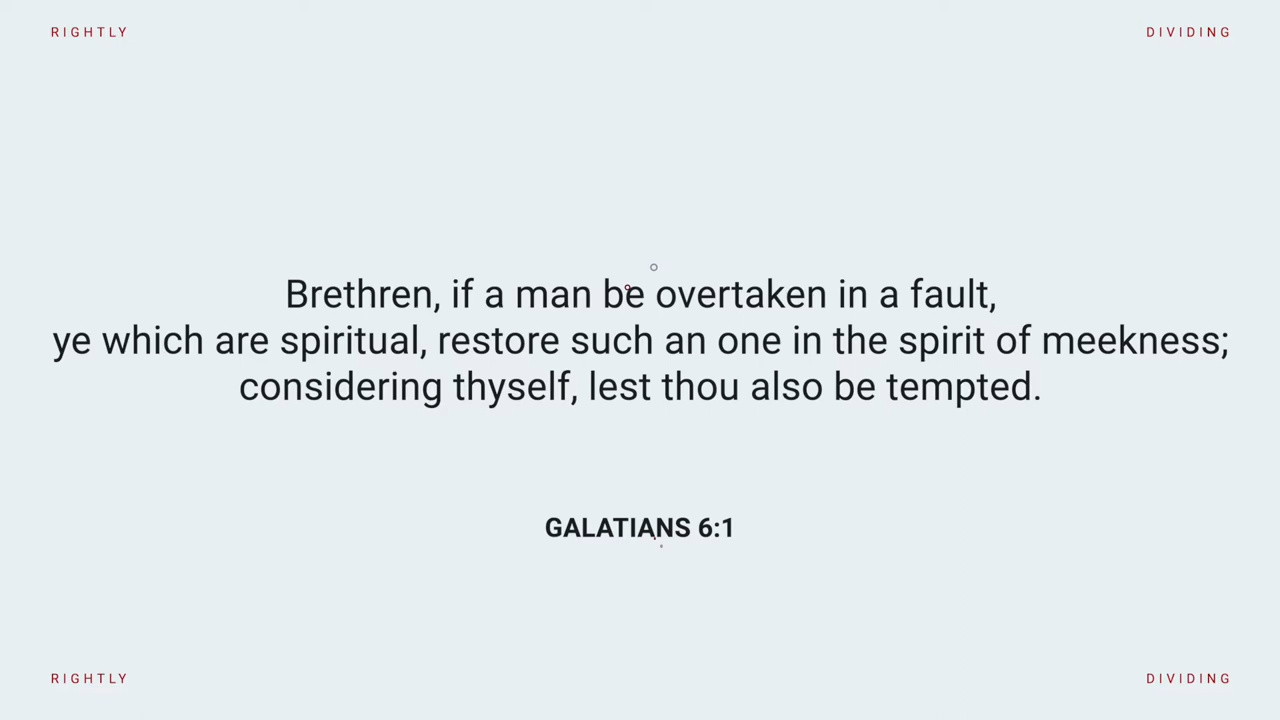 RIGHTLY DIVIDING
Brethren, if a man be overtaken in a fault,
ye which are spiritual, restore such an one in the spirit of meekness;
considering thyself, lest thou also be tempted.
GALATIANS 6:1
RIGHTLY DIVIDING